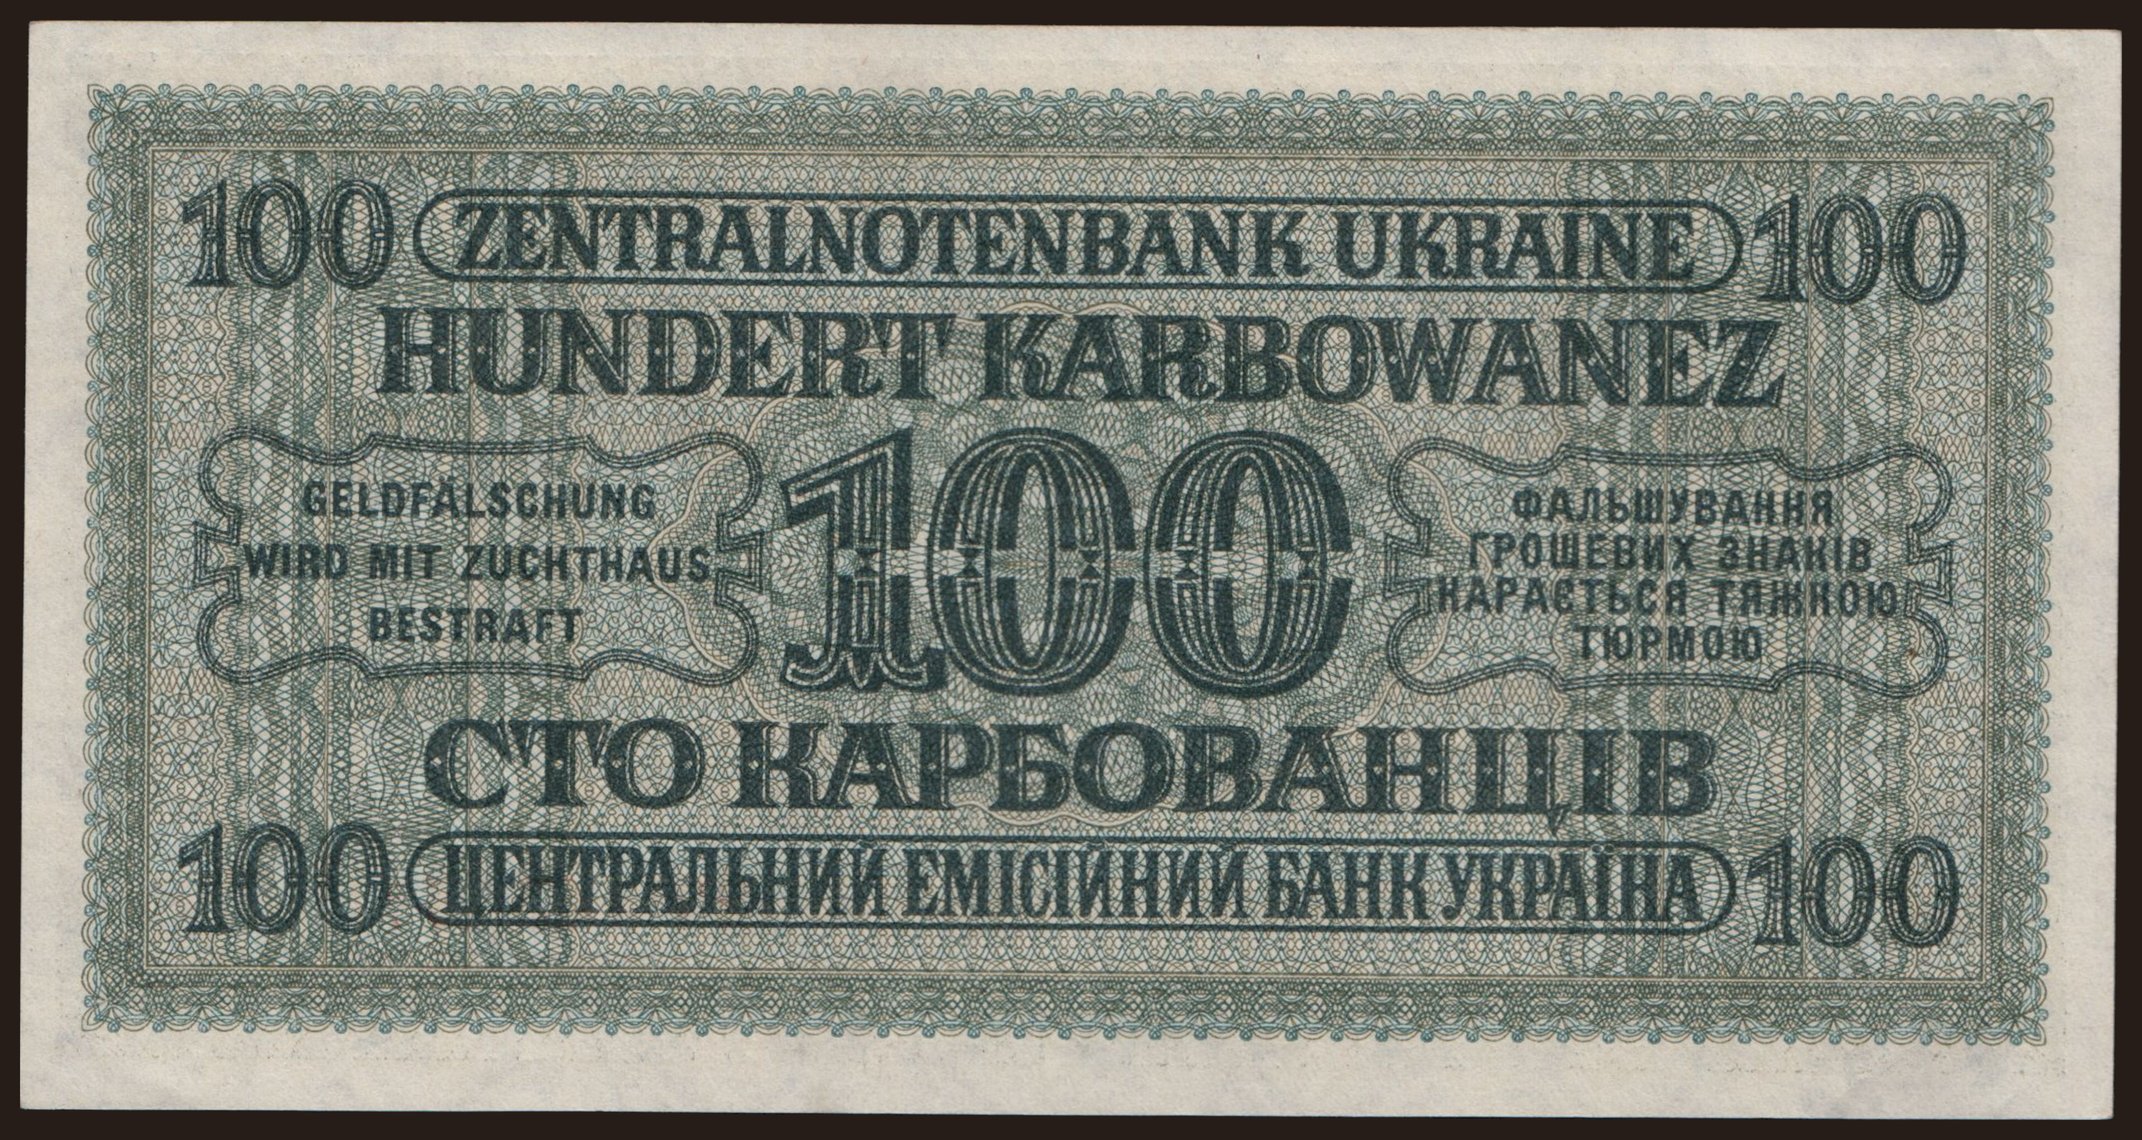 100 ZENTRALNOTENBANK UKRAINE 100
HUNDERT KARBOWANEZ
GELDFÄLSCHUNG
WIRD MIT ZUCHTHAUS
BESTRAFT
100
ФАЛЬШУВАННЯ
ГРОШЕВИХ ЗНАКІВ
КАРАЄТЬСЯ ТЯЖКОЮ
ТЮРМОЮ
СТО КАРБОВАНЦІВ
100 ЦЕНТРАЛЬНИЙ ЕМІСІЙНИЙ БАНК УКРАЇНА 100